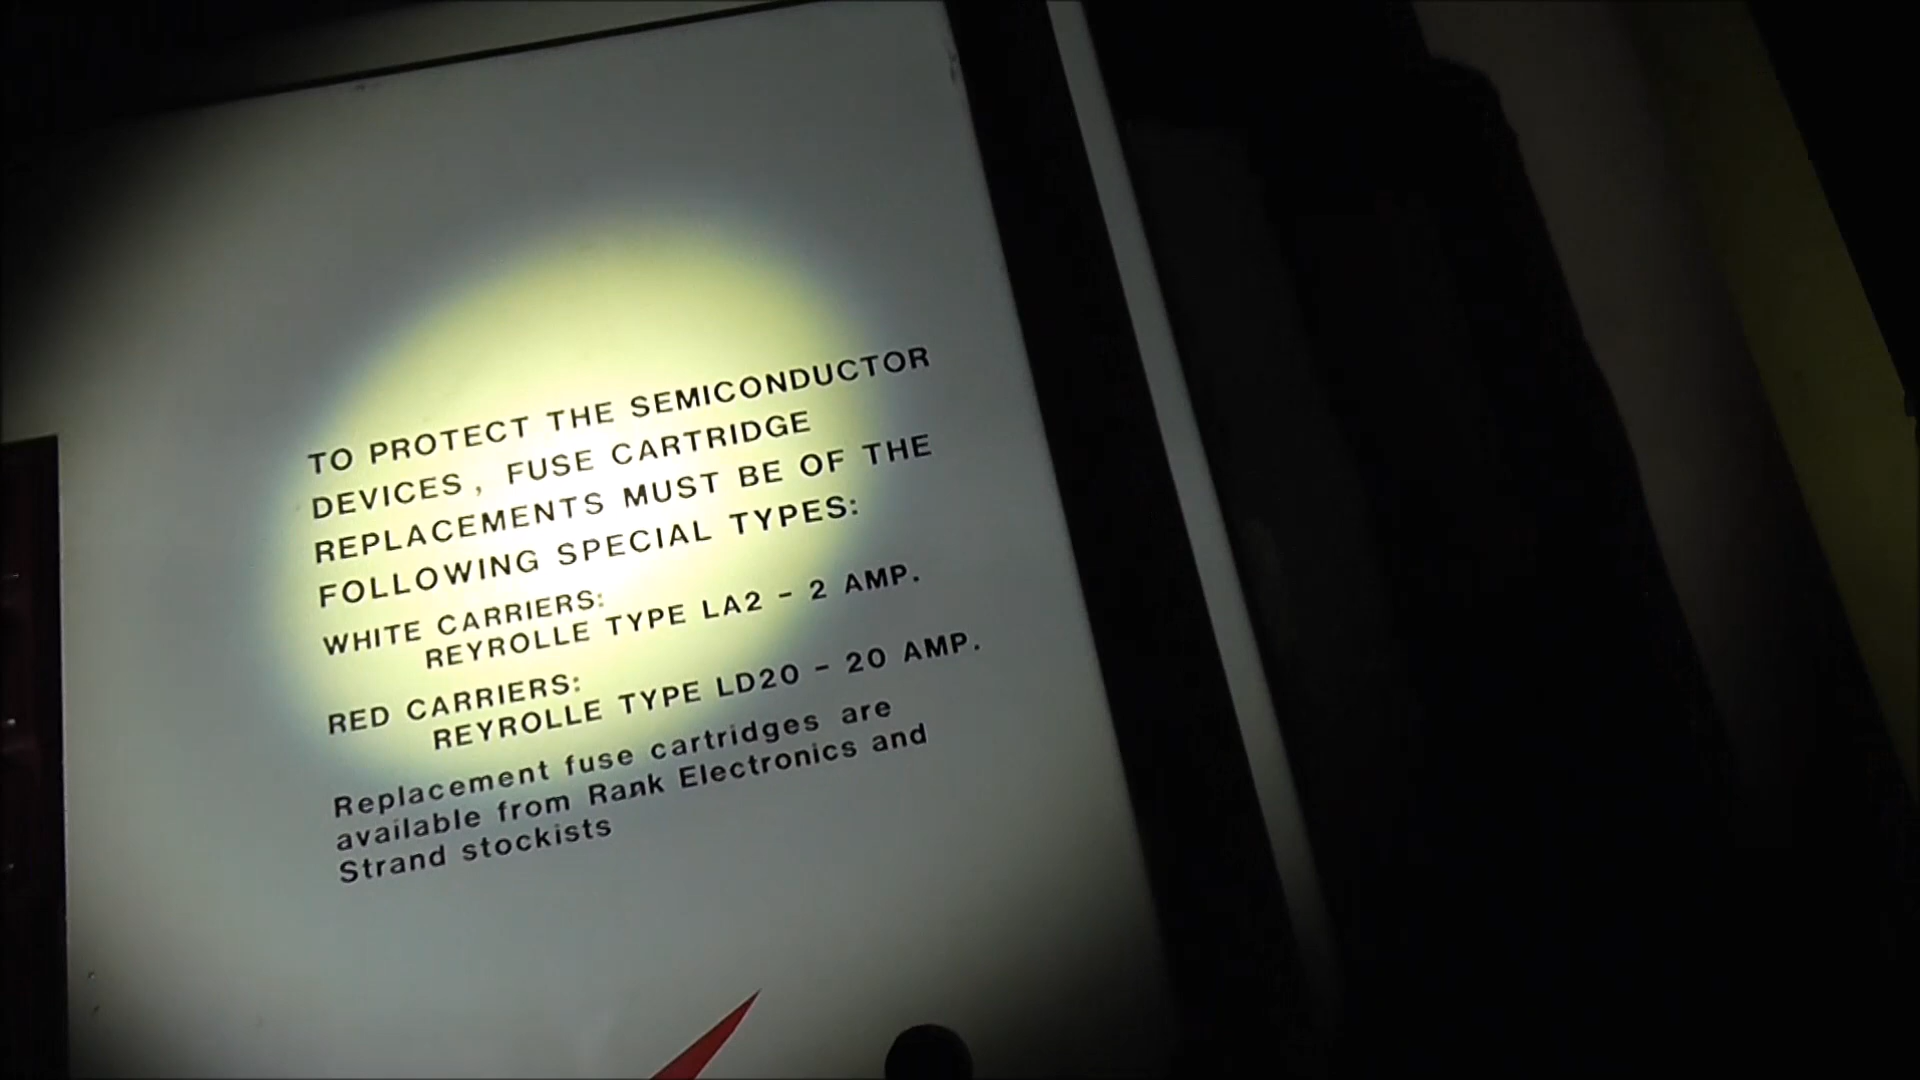 TO PROTECT THE SEMICONDUCTOR
DEVICES , FUSE CARTRIDGE
REPLACEMENTS MUST BE OF THE
FOLLOWING SPECIAL TYPES:
WHITE CARRIERS:
REYROLLE TYPE LA2 - 2 AMP.
RED CARRIERS:
REYROLLE TYPE LD20 - 20 AMP.
Replacement fuse cartridges are
available from Rank Electronics and
Strand stockists